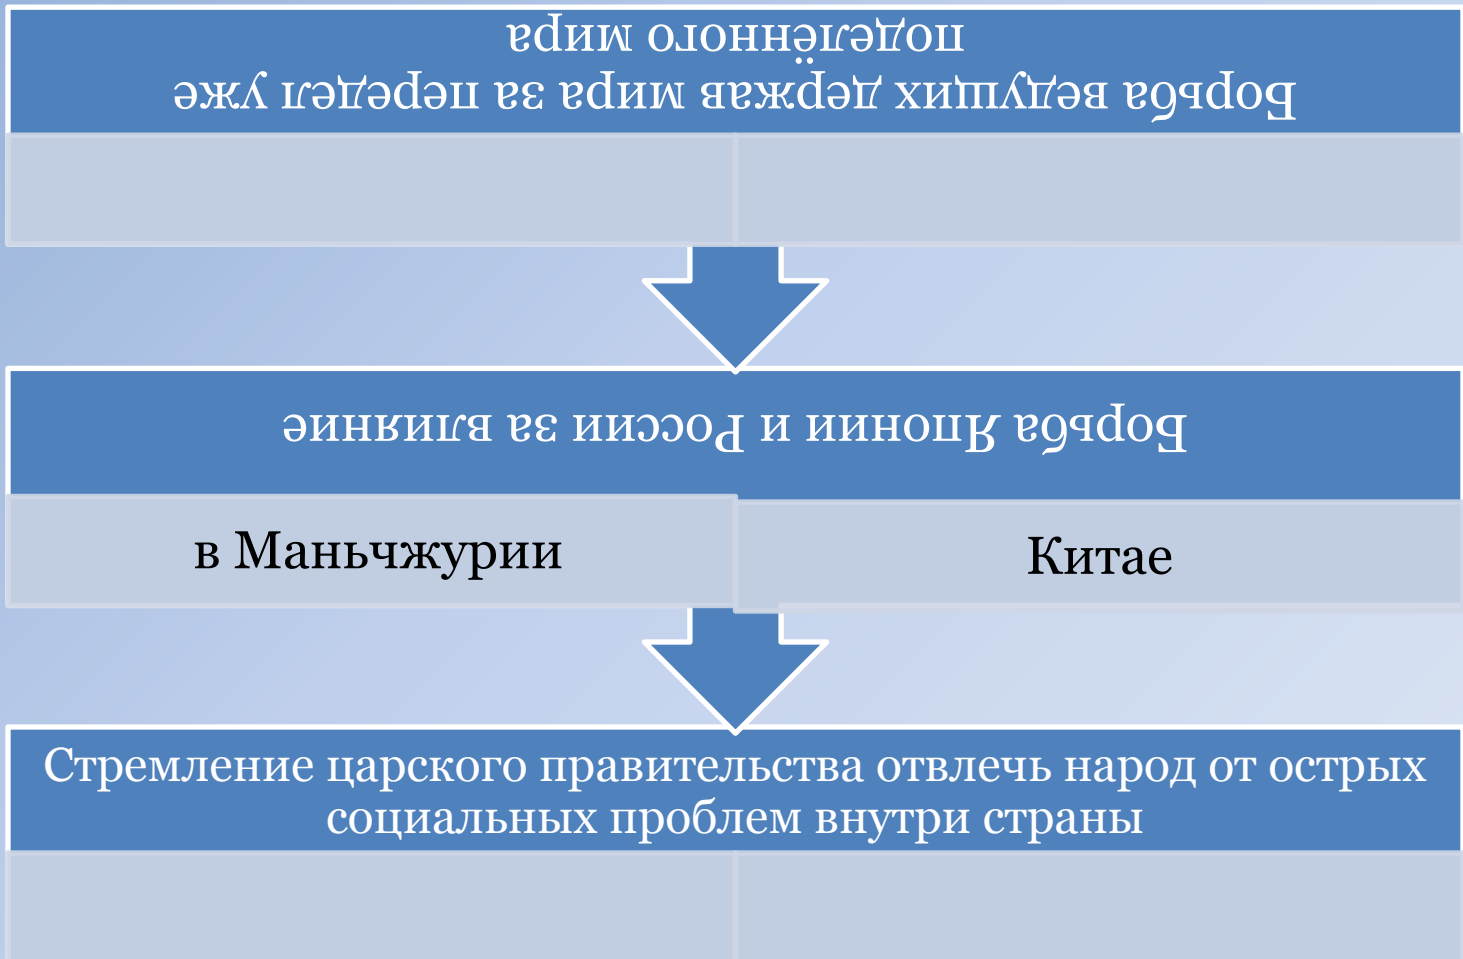 Борьба ведущих держав мира за передел уже
поделённого мира
Борьба Японии и России за влияние
в Маньчжурии
Китае
Стремление царского правительства отвлечь народ от острых
социальных проблем внутри страны